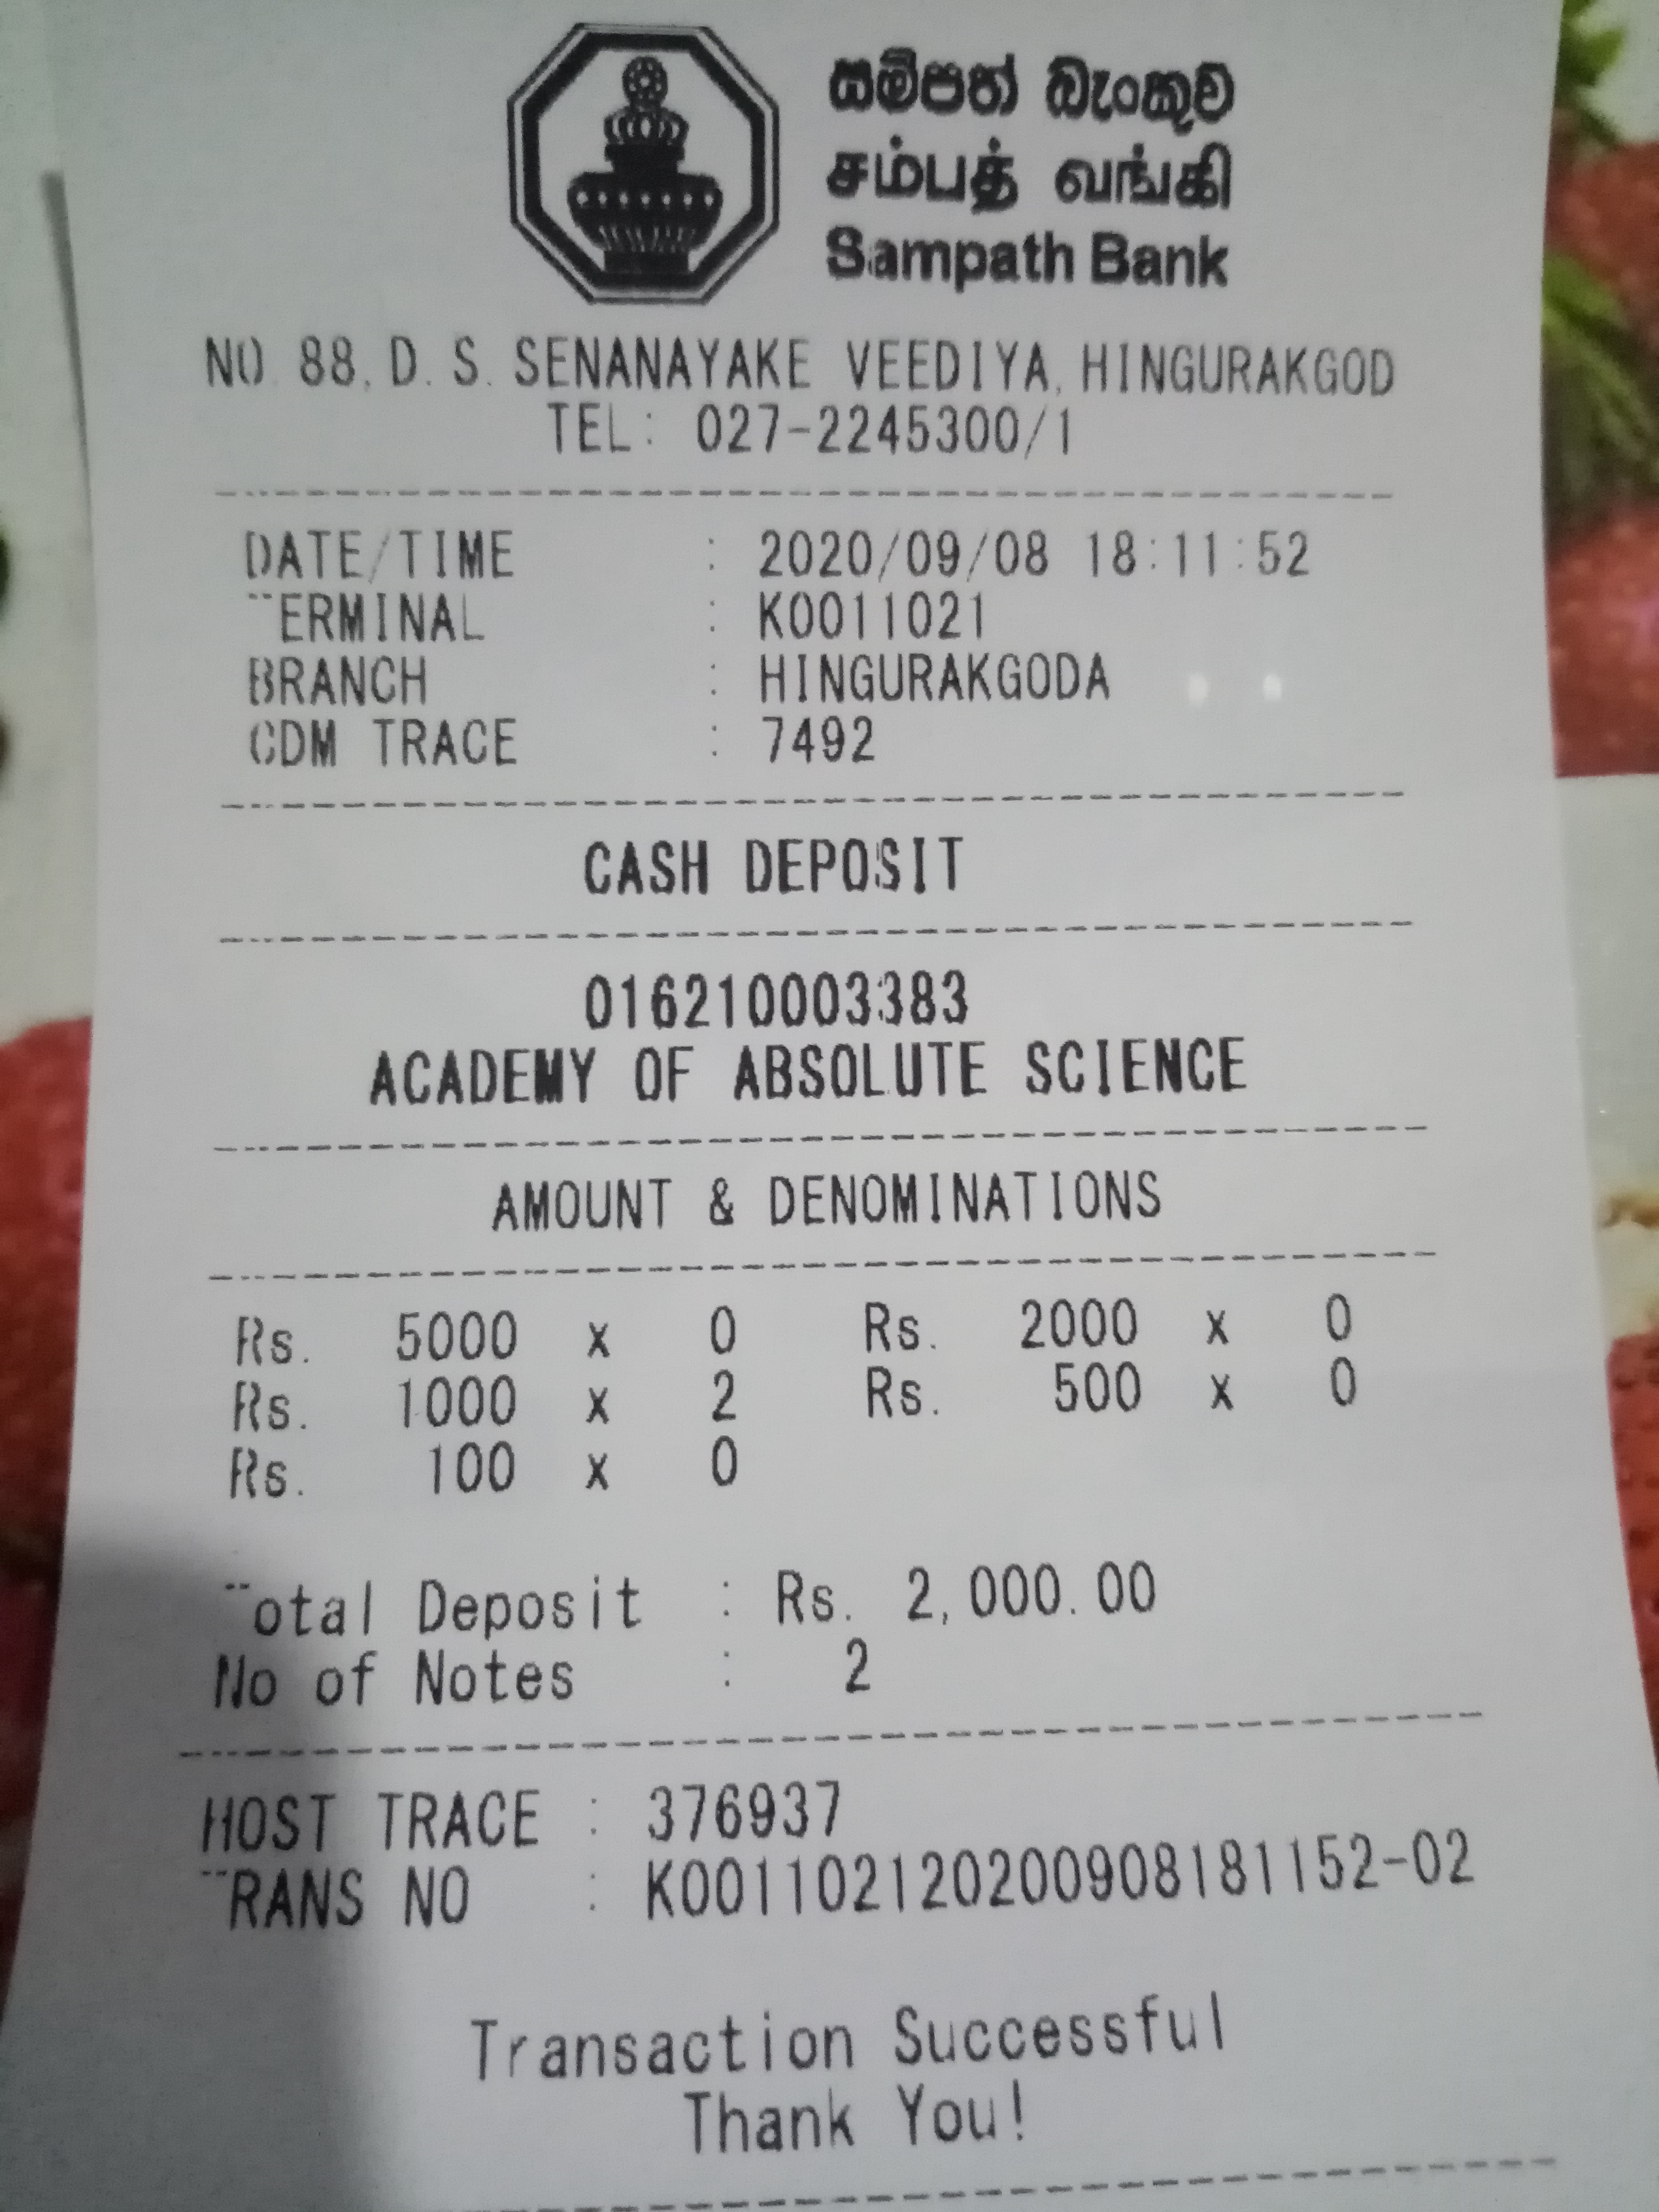 සම්පත් බැංකුව
சம்பத் வங்கி
Sampath Bank
NO 88, D. S. SENANAYAKE VEEDIYA, HINGURAKGOD
TEL: 027-2245300/1
DATE/TIME : 2020/09/08 18:11:52
TERMINAL : K0011021
BRANCH : HINGURAKGODA
CDM TRACE : 7492
CASH DEPOSIT
016210003383
ACADEMY OF ABSOLUTE SCIENCE
AMOUNT & DENOMINATIONS
Rs. 5000 x 0 Rs. 2000 x 0
Rs. 1000 x 2 Rs. 500 x 0
Rs. 100 x 0
Total Deposit : Rs. 2,000.00
No of Notes : 2
HOST TRACE : 376937
TRANS NO : K001102120200908181152-02
Transaction Successful
Thank You!